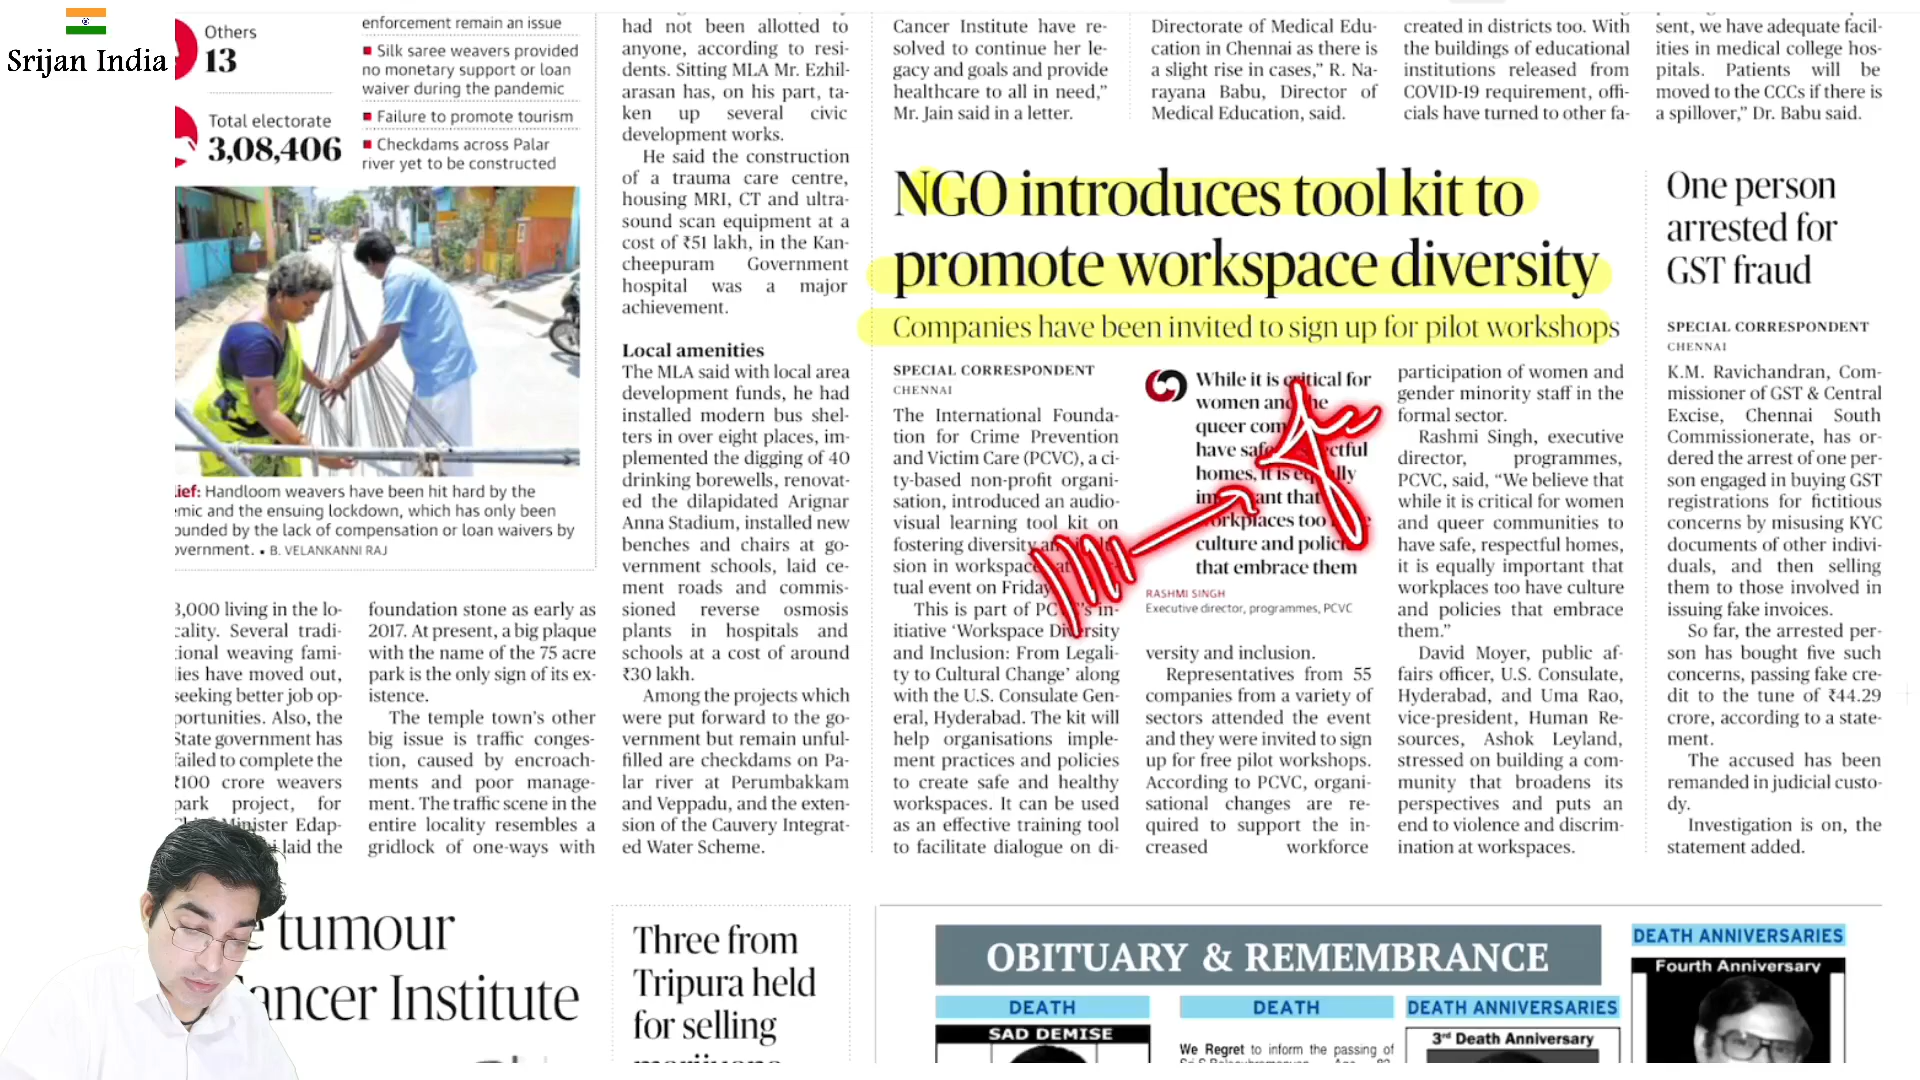 Srijan India
Others
13
Total electorate
3,08,406
enforcement remain an issue
Silk saree weavers provided
no monetary support or loan
waiver during the pandemic
Failure to promote tourism
Checkdams across Palar
river yet to be constructed
Handloom weavers have been hit hard by the
and the ensuing lockdown, which has only been
by the lack of compensation or loan waivers by
• B. VELANKANNI RAJ
3,000 living in the lo-
cality. Several tradi-
weaving fami-
have moved out,
seeking better job op-
portunities. Also, the
State government has
failed to complete the
₹100 crore weavers
park project, for
Minister Edap-
laid the
foundation stone as early as
2017. At present, a big plaque
with the name of the 75 acre
park is the only sign of its ex-
istence.
The temple town’s other
big issue is traffic conges-
tion, caused by encroach-
ments and poor manage-
ment. The traffic scene in the
entire locality resembles a
gridlock of one-ways with
had not been allotted to
anyone, according to resi-
dents. Sitting MLA Mr. Ezhil-
arasan has, on his part, ta-
ken up several civic
development works.
He said the construction
of a trauma care centre,
housing MRI, CT and ultra-
sound scan equipment at a
cost of ₹51 lakh, in the Kan-
cheepuram Government
hospital was a major
achievement.
Local amenities
The MLA said with local area
development funds, he had
installed modern bus shel-
ters in over eight places, im-
plemented the digging of 40
drinking borewells, renovat-
ed the dilapidated Arignar
Anna Stadium, installed new
benches and chairs at go-
vernment schools, laid ce-
ment roads and commis-
sioned reverse osmosis
plants in hospitals and
schools at a cost of around
₹30 lakh.
Among the projects which
were put forward to the go-
vernment but remain unful-
filled are checkdams on Pa-
lar river at Perumbakkam
and Veppadu, and the exten-
sion of the Cauvery Integrat-
ed Water Scheme.
Cancer Institute have re-
solved to continue her le-
gacy and goals and provide
healthcare to all in need,”
Mr. Jain said in a letter.
Directorate of Medical Edu-
cation in Chennai as there is
a slight rise in cases,” R. Na-
rayana Babu, Director of
Medical Education, said.
created in districts too. With
the buildings of educational
institutions released from
COVID-19 requirement, offi-
cials have turned to other fa-
sent, we have adequate facil-
ities in medical college hos-
pitals. Patients will be
moved to the CCCs if there is
a spillover,” Dr. Babu said.
NGO introduces tool kit to
promote workspace diversity
Companies have been invited to sign up for pilot workshops
SPECIAL CORRESPONDENT
CHENNAI
The International Founda-
tion for Crime Prevention
and Victim Care (PCVC), a ci-
ty-based non-profit organi-
sation, introduced an audio-
visual learning tool kit on
fostering diversity
sion in workspace
tual event on Friday
This is part of in-
itiative ‘Workspace Diversity
and Inclusion: From Legali-
ty to Cultural Change’ along
with the U.S. Consulate Gen-
eral, Hyderabad. The kit will
help organisations imple-
ment practices and policies
to create safe and healthy
workspaces. It can be used
as an effective training tool
to facilitate dialogue on di-
While it is critical for
women and the
queer
have safe
homes, it is equally
important that
workplaces too
culture and
that embrace them
RASHMI SINGH
Executive director, programmes, PCVC
versity and inclusion.
Representatives from 55
companies from a variety of
sectors attended the event
and they were invited to sign
up for free pilot workshops.
According to PCVC, organi-
sational changes are re-
quired to support the in-
creased workforce
participation of women and
gender minority staff in the
formal sector.
Rashmi Singh, executive
director, programmes,
PCVC, said, “We believe that
while it is critical for women
and queer communities to
have safe, respectful homes,
it is equally important that
workplaces too have culture
and policies that embrace
them.”
David Moyer, public af-
fairs officer, U.S. Consulate,
Hyderabad, and Uma Rao,
vice-president, Human Re-
sources, Ashok Leyland,
stressed on building a com-
munity that broadens its
perspectives and puts an
end to violence and discrim-
ination at workspaces.
One person
arrested for
GST fraud
SPECIAL CORRESPONDENT
CHENNAI
K.M. Ravichandran, Com-
missioner of GST & Central
Excise, Chennai South
Commissionerate, has or-
dered the arrest of one per-
son engaged in buying GST
registrations for fictitious
concerns by misusing KYC
documents of other indivi-
duals, and then selling
them to those involved in
issuing fake invoices.
So far, the arrested per-
son has bought five such
concerns, passing fake cre-
dit to the tune of ₹44.29
crore, according to a state-
ment.
The accused has been
remanded in judicial custo-
dy.
Investigation is on, the
statement added.
tumour
Cancer Institute
Three from
Tripura held
for selling
marijuana
OBITUARY & REMEMBRANCE
DEATH
SAD DEMISE
DEATH
We Regret to inform the passing of
DEATH ANNIVERSARIES
3rd Death Anniversary
DEATH ANNIVERSARIES
Fourth Anniversary